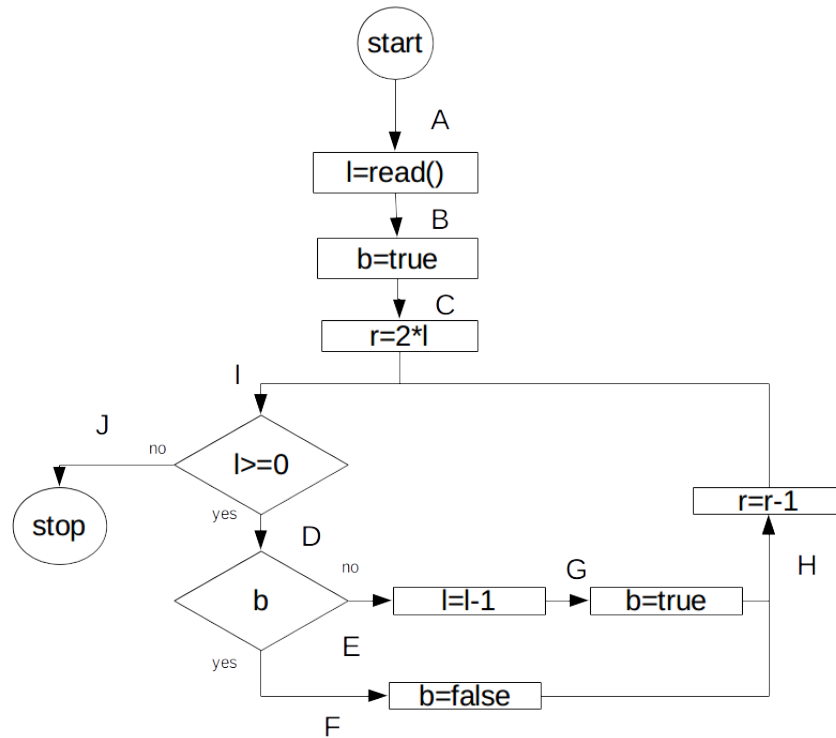 start
A
l=read()
B
b=true
C
r=2*l
I
J
no
l>=0
stop
yes
r=r-1
D
no
G
H
b
l=l-1
b=true
E
yes
b=false
F